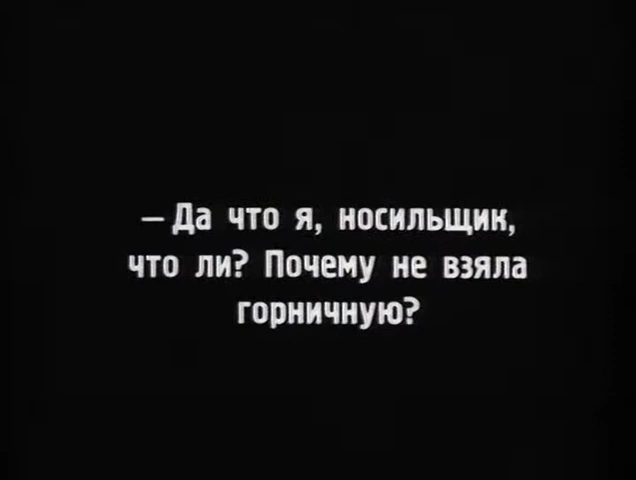 – Да что я, носильщик,
что ли? Почему не взяла
горничную?